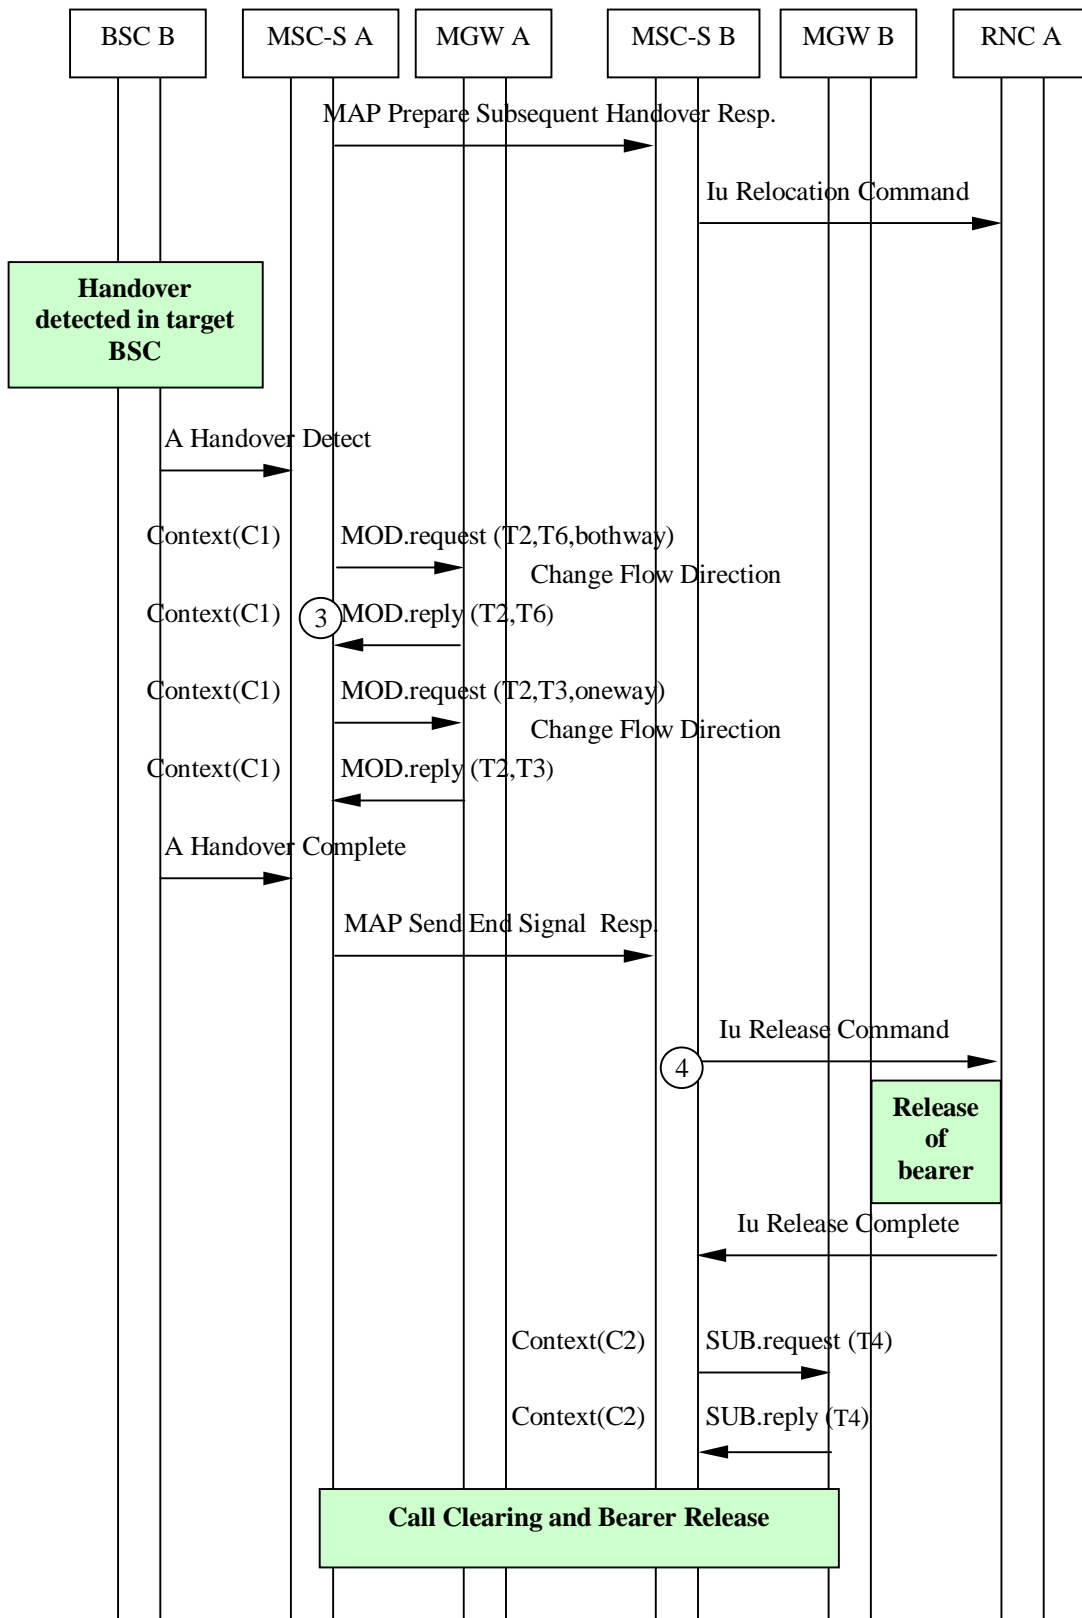 BSC B
MSC-S A
MGW A
MSC-S B
MGW B
RNC A
MAP Prepare Subsequent Handover Resp.
Iu Relocation Command
Handover
detected in target
BSC
A Handover Detect
Context(C1)
MOD.request (T2,T6,bothway)
Change Flow Direction
Context(C1)
3
MOD.reply (T2,T6)
Context(C1)
MOD.request (T2,T3,oneway)
Change Flow Direction
Context(C1)
MOD.reply (T2,T3)
A Handover Complete
MAP Send End Signal  Resp.
Iu Release Command
4
Release
of
bearer
Iu Release Complete
Context(C2)
SUB.request (T4)
Context(C2)
SUB.reply (T4)
Call Clearing and Bearer Release